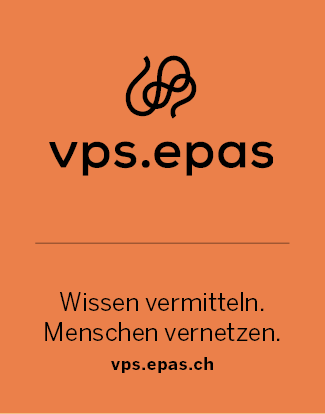 vps.epas
Wissen vermitteln.
Menschen vernetzen.
vps.epas.ch